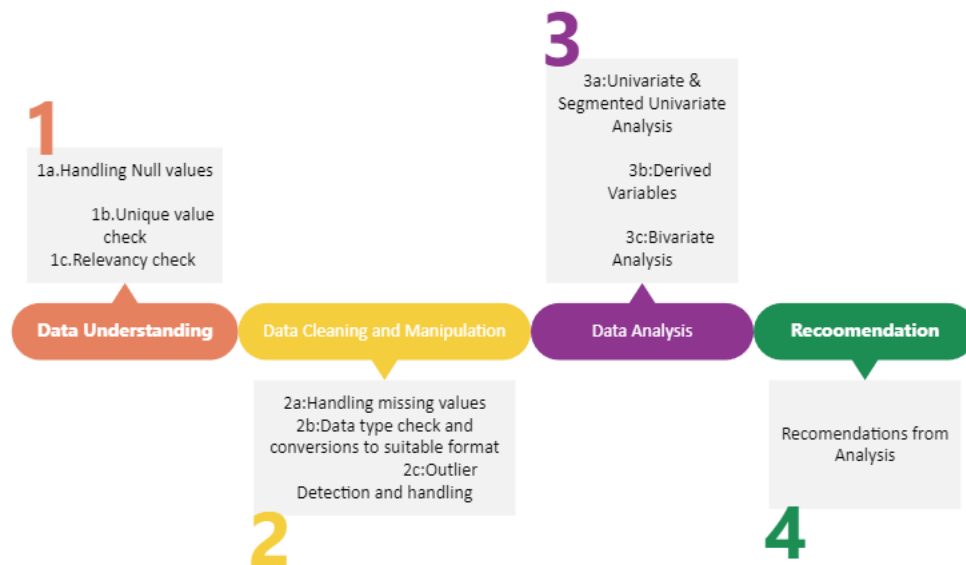 1
1a.Handling Null values
1b.Unique value
check
1c.Relevancy check
Data Understanding
2
Data Cleaning and Manipulation
2a:Handling missing values
2b:Data type check and
conversions to suitable format
2c:Outlier
Detection and handling
3
3a:Univariate &
Segmented Univariate
Analysis
3b:Derived
Variables
3c:Bivariate
Analysis
Data Analysis
4
Recoomendation
Recomendations from
Analysis